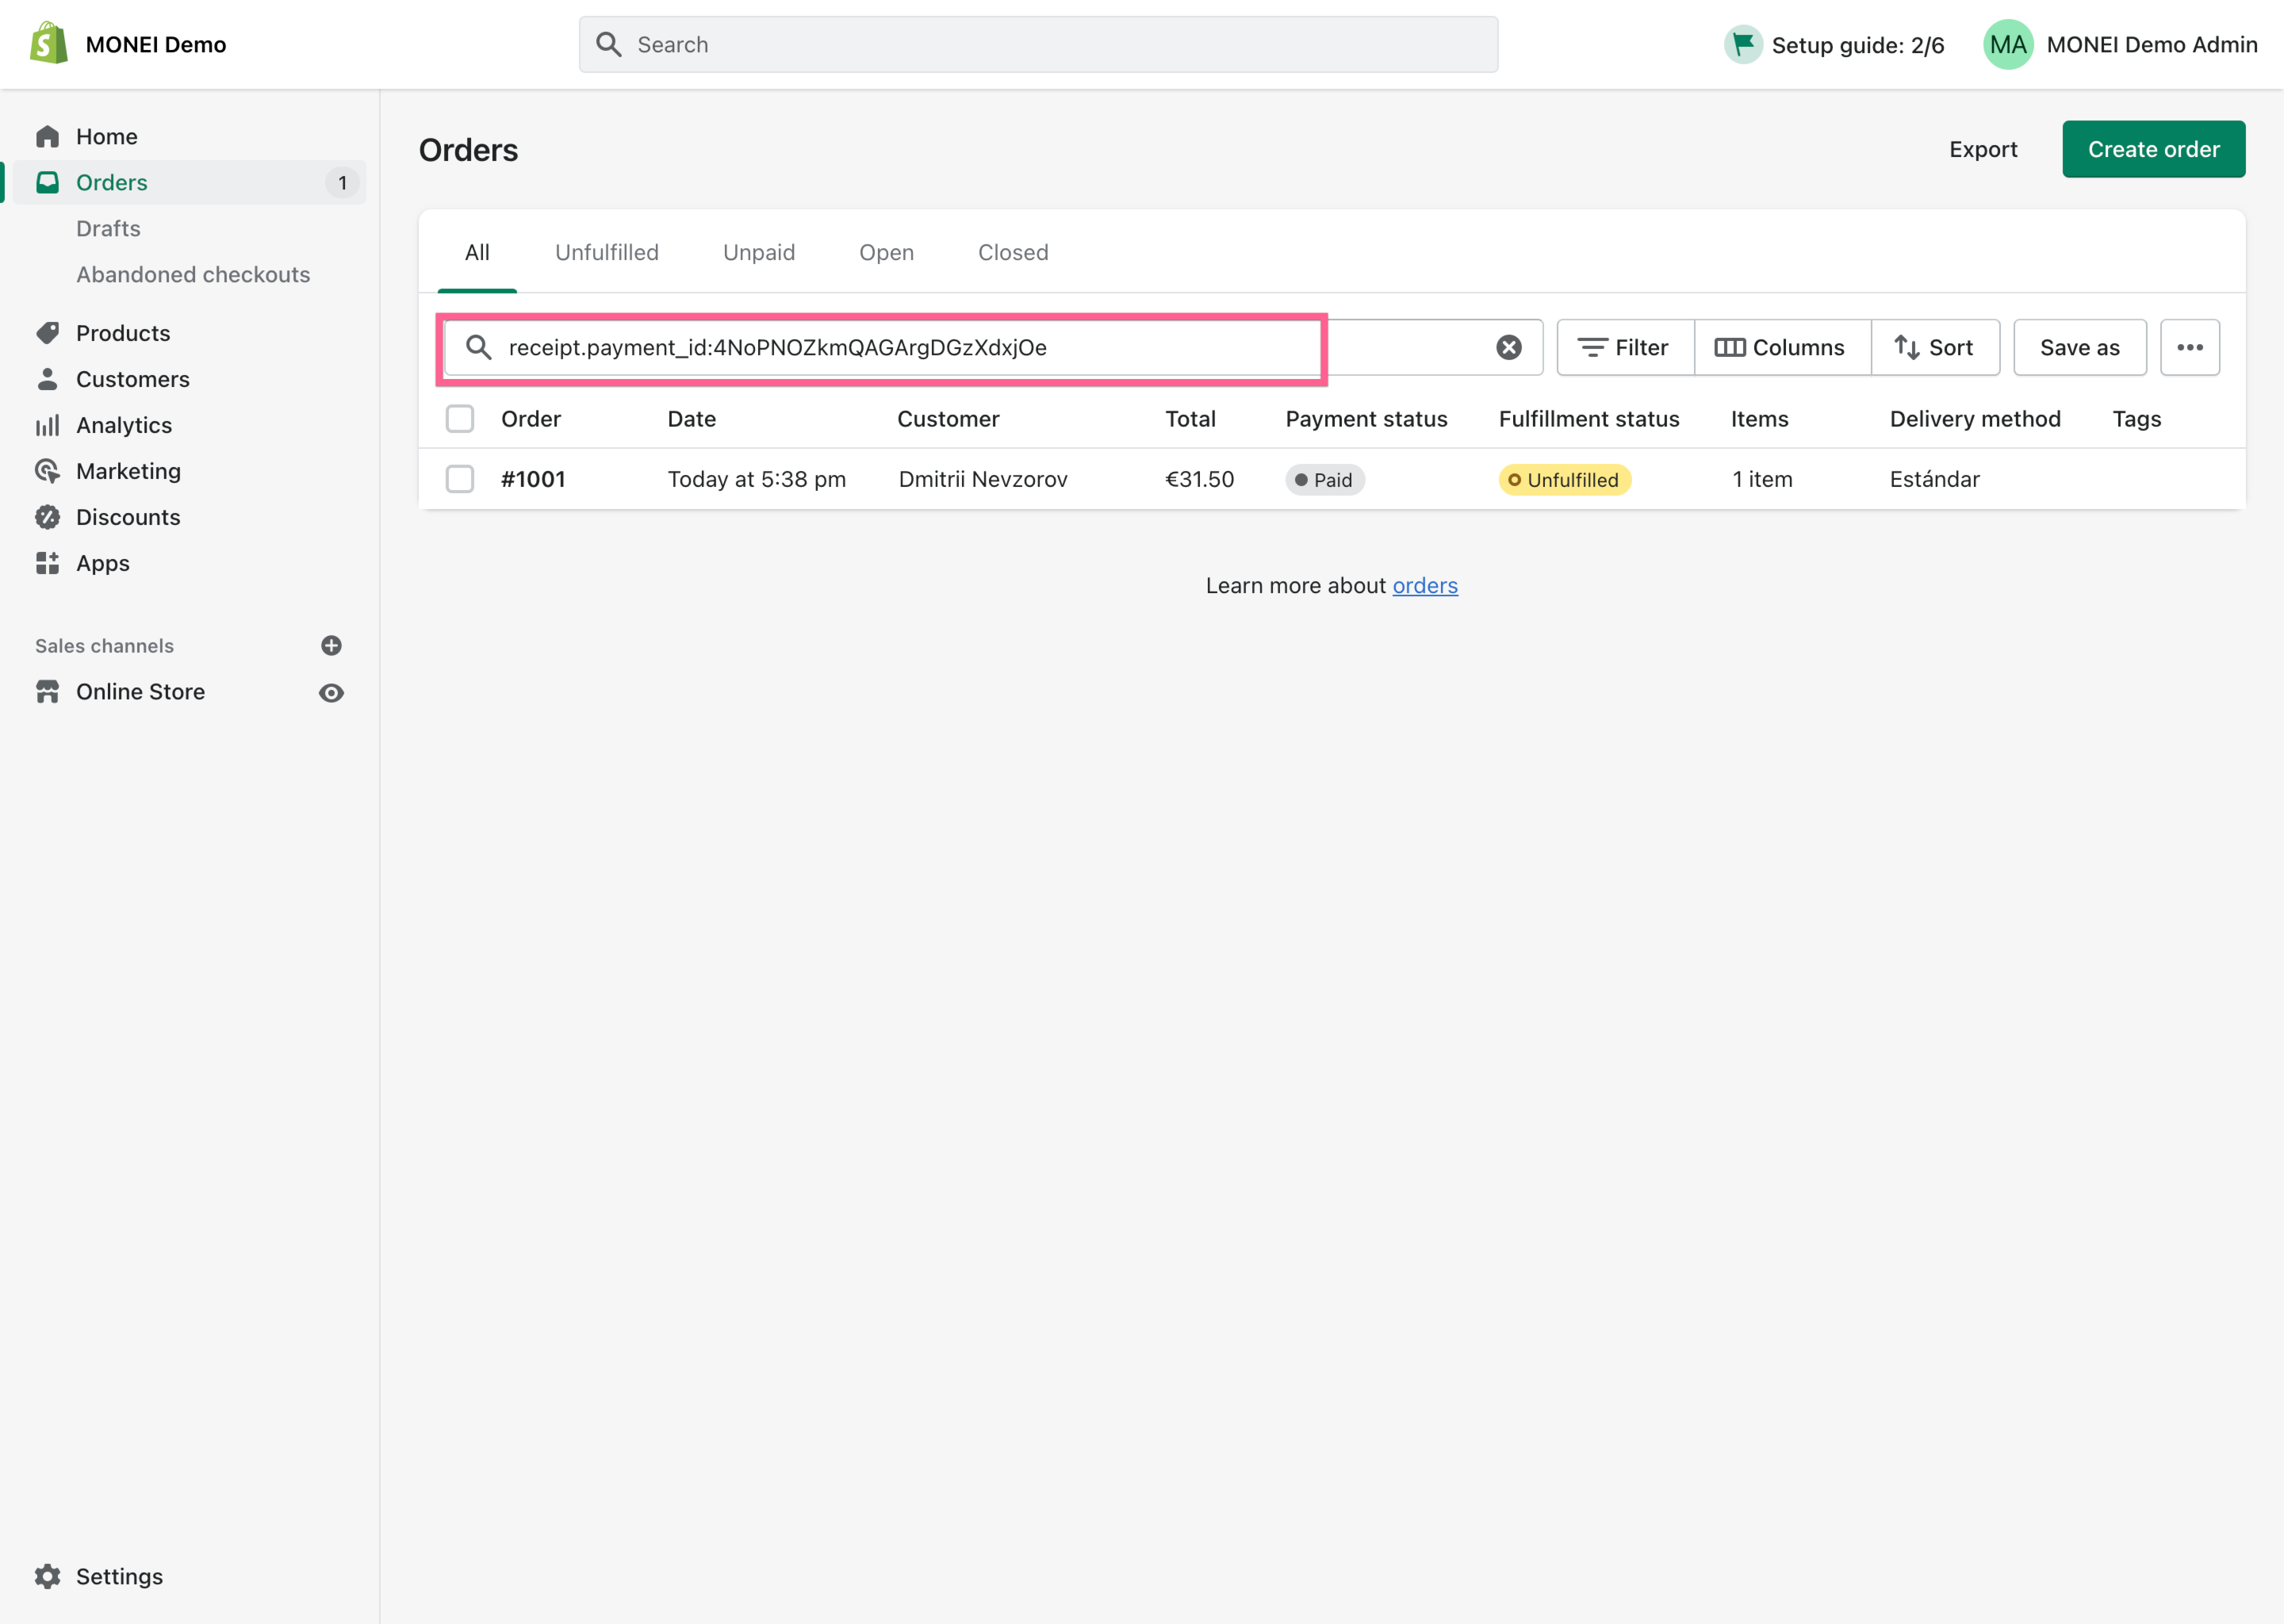 MONEI Demo
Search
Setup guide: 2/6
MA
MONEI Demo Admin
Home
Orders
1
Drafts
Abandoned checkouts
Products
Customers
Analytics
Marketing
Discounts
Apps
Sales channels
Online Store
Settings
Orders
Export
Create order
All Unfulfilled Unpaid Open Closed
receipt.payment_id:4NoPNOZkmQAGArgDGzXdxjOe
Filter Columns Sort Save as
Order Date Customer Total Payment status Fulfillment status Items Delivery method Tags
#1001 Today at 5:38 pm Dmitrii Nevzorov €31.50 Paid Unfulfilled 1 item Estándar
Learn more about orders